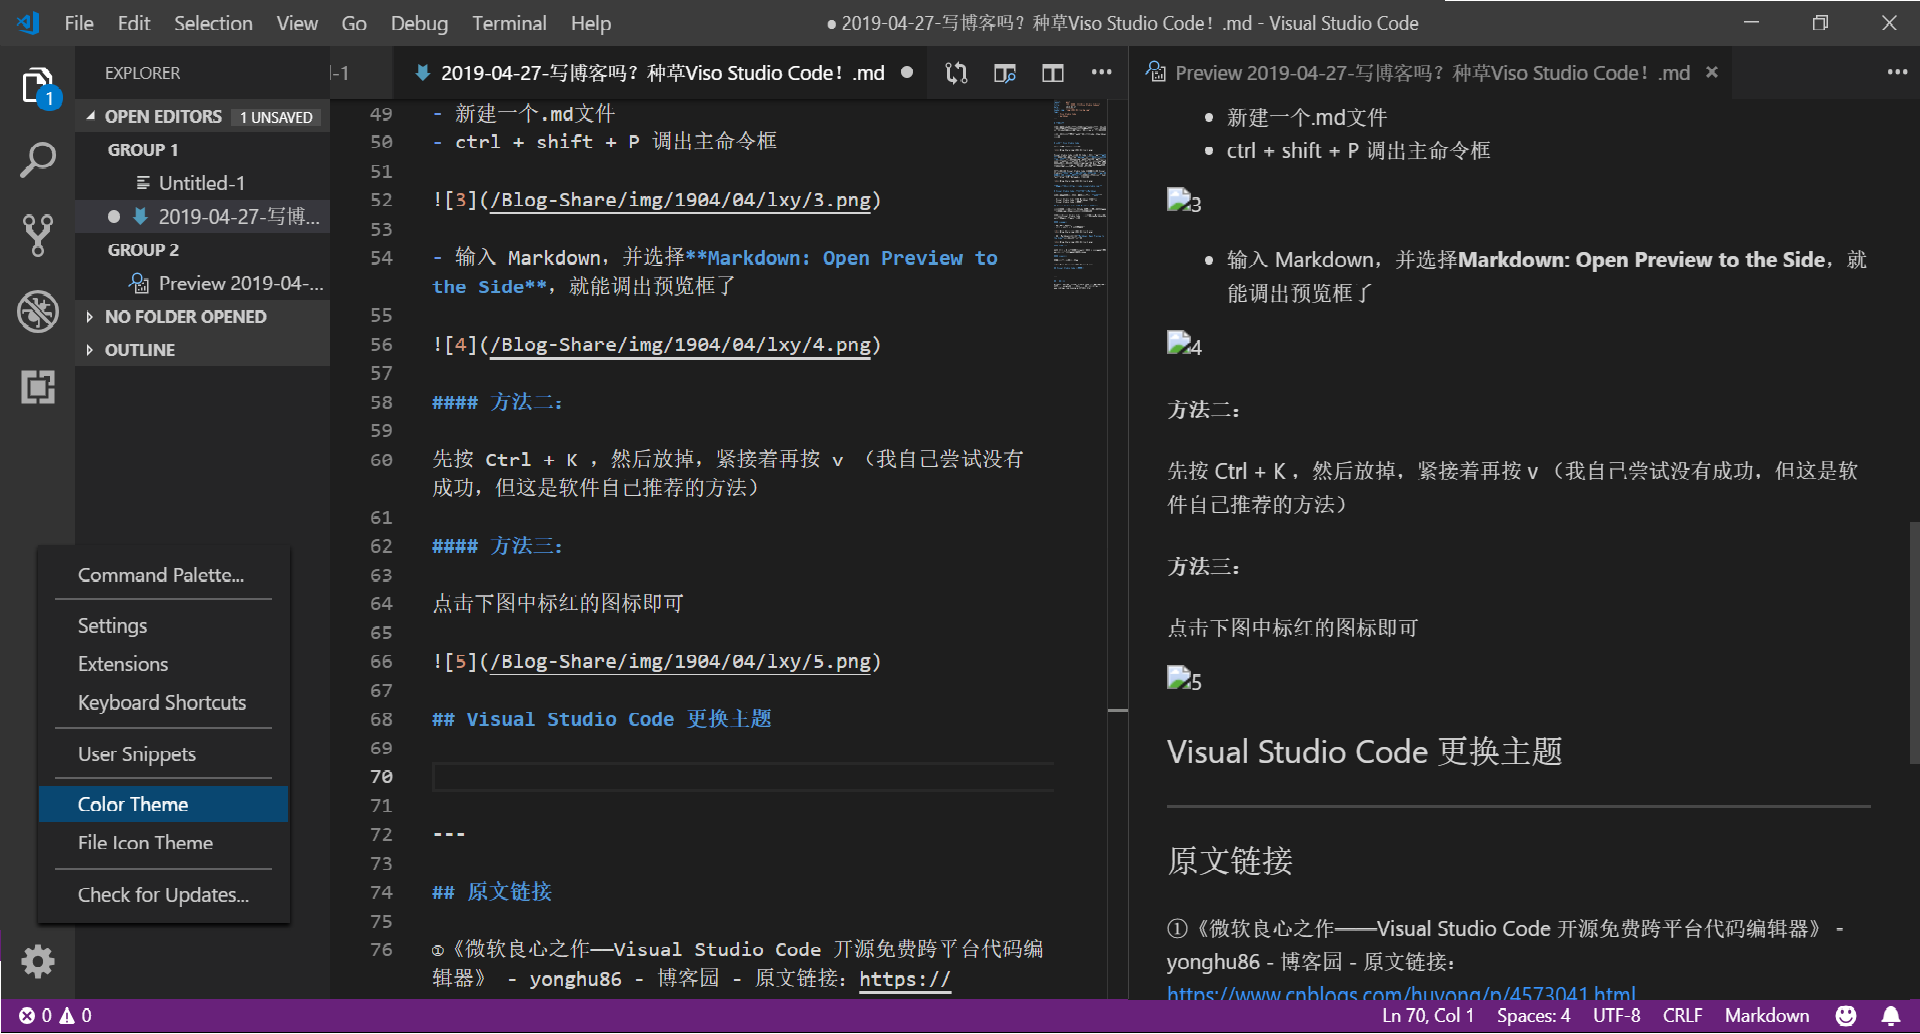 File Edit Selection View Go Debug Terminal Help
● 2019-04-27-写博客吗？种草Viso Studio Code！.md - Visual Studio Code
EXPLORER
OPEN EDITORS 1 UNSAVED
GROUP 1
Untitled-1
2019-04-27-写博...
GROUP 2
Preview 2019-04-...
NO FOLDER OPENED
OUTLINE
1
Command Palette...
Settings
Extensions
Keyboard Shortcuts
User Snippets
Color Theme
File Icon Theme
Check for Updates...
-1
2019-04-27-写博客吗？种草Viso Studio Code！.md
49 - 新建一个.md文件
50 - ctrl + shift + P 调出主命令框
51
52 ![3](/Blog-Share/img/1904/04/lxy/3.png)
53
54 - 输入 Markdown，并选择**Markdown: Open Preview to
the Side**，就能调出预览框了
55
56 ![4](/Blog-Share/img/1904/04/lxy/4.png)
57
58 #### 方法二：
59
60 先按 Ctrl + K ，然后放掉，紧接着再按 v （我自己尝试没有
成功，但这是软件自己推荐的方法）
61
62 #### 方法三：
63
64 点击下图中标红的图标即可
65
66 ![5](/Blog-Share/img/1904/04/lxy/5.png)
67
68 ## Visual Studio Code 更换主题
69
70
71
72 ---
73
74 ## 原文链接
75
76 ①《微软良心之作——Visual Studio Code 开源免费跨平台代码编
辑器》 - yonghu86 - 博客园 - 原文链接：https://
Preview 2019-04-27-写博客吗？种草Viso Studio Code！.md
• 新建一个.md文件
• ctrl + shift + P 调出主命令框
3
• 输入 Markdown，并选择Markdown: Open Preview to the Side，就
能调出预览框了
4
方法二：
先按 Ctrl + K ，然后放掉，紧接着再按 v （我自己尝试没有成功，但这是软
件自己推荐的方法）
方法三：
点击下图中标红的图标即可
5
Visual Studio Code 更换主题
原文链接
①《微软良心之作——Visual Studio Code 开源免费跨平台代码编辑器》 -
yonghu86 - 博客园 - 原文链接：
https://www.cnblogs.com/huyong/p/4573041.html
0 0
Ln 70, Col 1 Spaces: 4 UTF-8 CRLF Markdown